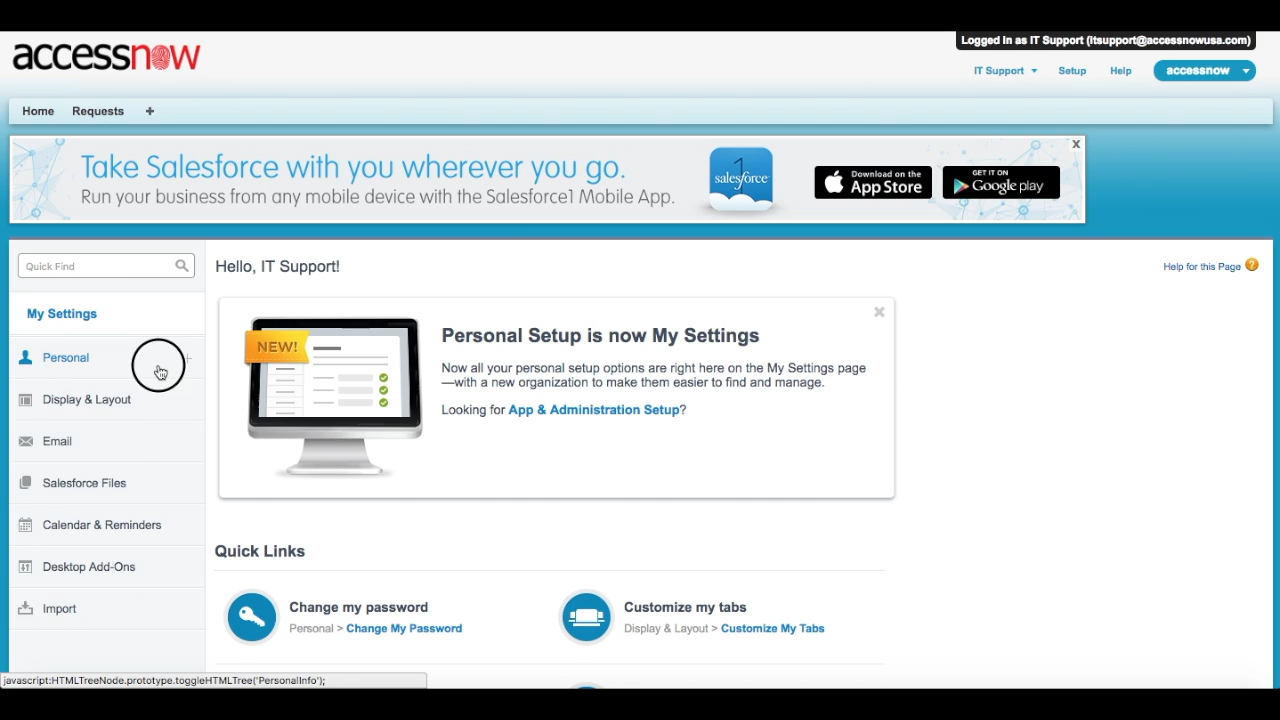 accessnow
Logged in as IT Support (itsupport@accessnowusa.com)
IT Support
Setup
Help
accessnow
Home
Requests
+
Take Salesforce with you wherever you go.
Run your business from any mobile device with the Salesforce1 Mobile App.
1
salesforce
Download on the
App Store
GET IT ON
Google play
x
Quick Find
Hello, IT Support!
Help for this Page
?
My Settings
Personal
Display & Layout
Email
Salesforce Files
Calendar & Reminders
Desktop Add-Ons
Import
NEW!
Personal Setup is now My Settings
Now all your personal setup options are right here on the My Settings page
—with a new organization to make them easier to find and manage.
Looking for App & Administration Setup?
Quick Links
Change my password
Personal > Change My Password
Customize my tabs
Display & Layout > Customize My Tabs
javascript:HTMLTreeNode.prototype.toggleHTMLTree('PersonalInfo');